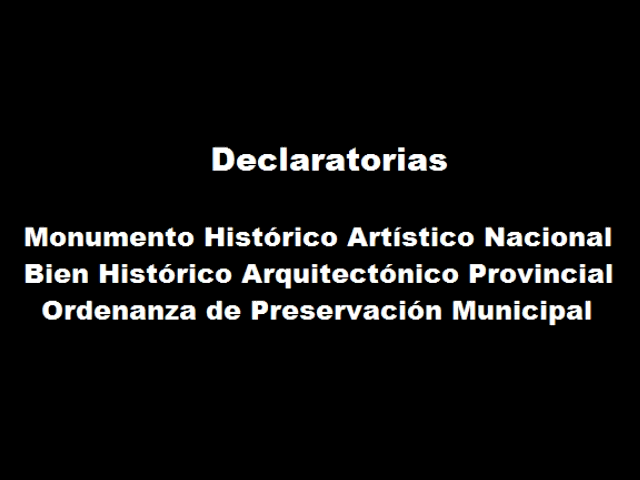 Declaratorias
Monumento Histórico Artístico Nacional
Bien Histórico Arquitectónico Provincial
Ordenanza de Preservación Municipal